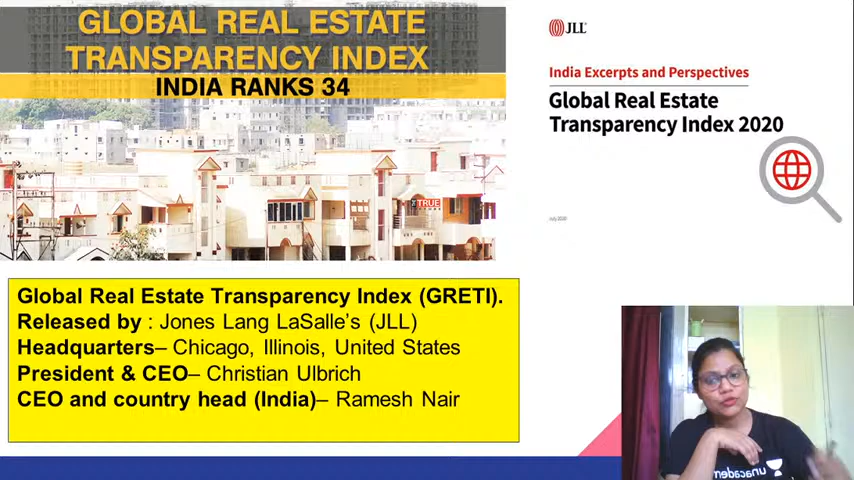 GLOBAL REAL ESTATE
TRANSPARENCY INDEX
INDIA RANKS 34
TRUE
JLL
India Excerpts and Perspectives
Global Real Estate
Transparency Index 2020
July 2020
Global Real Estate Transparency Index (GRETI).
Released by : Jones Lang LaSalle's (JLL)
Headquarters– Chicago, Illinois, United States
President & CEO– Christian Ulbrich
CEO and country head (India)– Ramesh Nair
unacadem